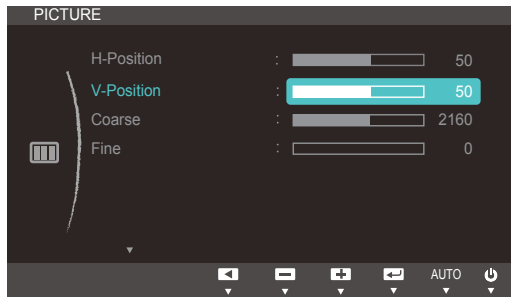 PICTURE
H-Position : 50
V-Position : 50
Coarse : 2160
Fine : 0
AUTO